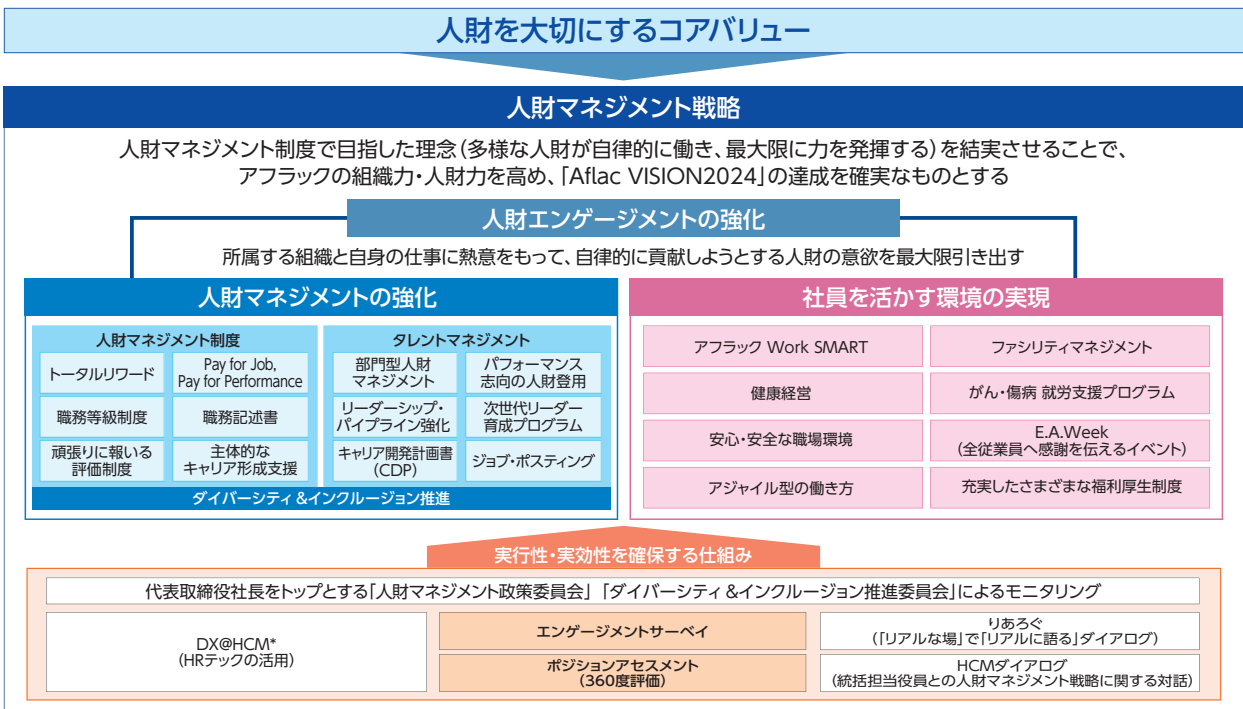 人財を大切にするコアバリュー
人財マネジメント戦略
人財マネジメント制度で目指した理念(多様な人財が自律的に働き、最大限に力を発揮する)を結実させることで、
アフラックの組織力・人財力を高め、「Aflac VISION2024」の達成を確実なものとする
人財エンゲージメントの強化
所属する組織と自身の仕事に熱意をもって、自律的に貢献しようとする人財の意欲を最大限引き出す
人財マネジメントの強化
人財マネジメント制度
トータルリワード
Pay for Job,
Pay for Performance
職務等級制度
職務記述書
頑張りに報いる
評価制度
主体的な
キャリア形成支援
タレントマネジメント
部門型人財
マネジメント
パフォーマンス
志向の人財登用
リーダーシップ・
パイプライン強化
次世代リーダー
育成プログラム
キャリア開発計画書
(CDP)
ジョブ・ポスティング
ダイバーシティ&インクルージョン推進
社員を活かす環境の実現
アフラック Work SMART
ファシリティマネジメント
健康経営
がん・傷病 就労支援プログラム
安心・安全な職場環境
E.A.Week
(全従業員へ感謝を伝えるイベント)
アジャイル型の働き方
充実したさまざまな福利厚生制度
実行性・実効性を確保する仕組み
代表取締役社長をトップとする「人財マネジメント政策委員会」「ダイバーシティ&インクルージョン推進委員会」によるモニタリング
DX@HCM*
(HRテックの活用)
エンゲージメントサーベイ
ポジションアセスメント
(360度評価)
りあろぐ
(「リアルな場」で「リアルに語る」ダイアログ)
HCMダイアログ
(統括担当役員との人財マネジメント戦略に関する対話)